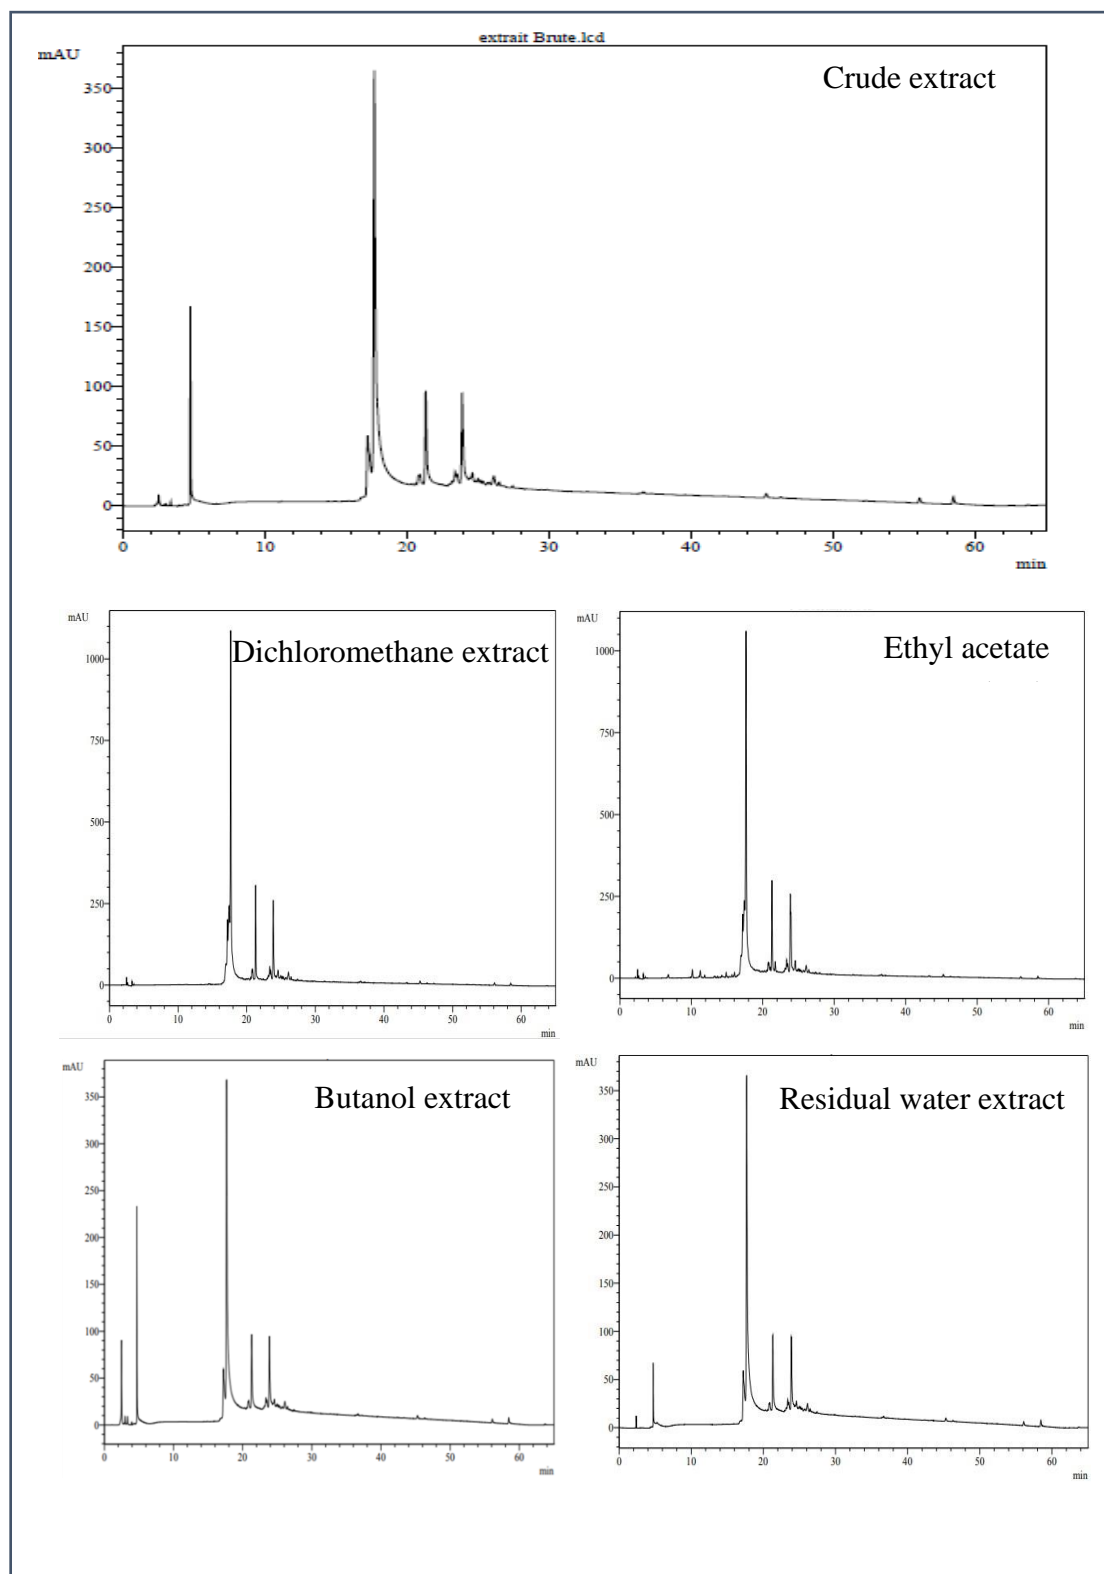 extrait Brute.lcd
mAU
Crude extract
350
300
250
200
150
100
50
0
0 10 20 30 40 50 60
min
mAU
Dichloromethane extract
1000
750
500
250
0
0 10 20 30 40 50 60
min
mAU
Ethyl acetate
1000
750
500
250
0
0 10 20 30 40 50 60
min
mAU
Butanol extract
350
300
250
200
150
100
50
0
0 10 20 30 40 50 60
min
mAU
Residual water extract
350
300
250
200
150
100
50
0
0 10 20 30 40 50 60
min